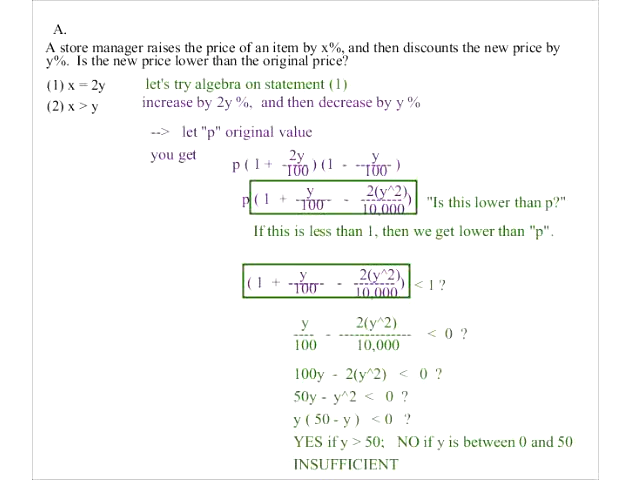 A.
A store manager raises the price of an item by x%, and then discounts the new price by
y%. Is the new price lower than the original price?
(1) x = 2y let's try algebra on statement (1)
(2) x > y increase by 2y %, and then decrease by y %
--> let "p" original value
you get p ( 1 + 2y/100 ) ( 1 - y/100 )
p ( 1 + y/100 - 2(y^2)/10,000 ) "Is this lower than p?"
If this is less than 1, then we get lower than "p".
( 1 + y/100 - 2(y^2)/10,000 ) < 1 ?
y/100 - 2(y^2)/10,000 < 0 ?
100y - 2(y^2) < 0 ?
50y - y^2 < 0 ?
y ( 50 - y ) < 0 ?
YES if y > 50; NO if y is between 0 and 50
INSUFFICIENT